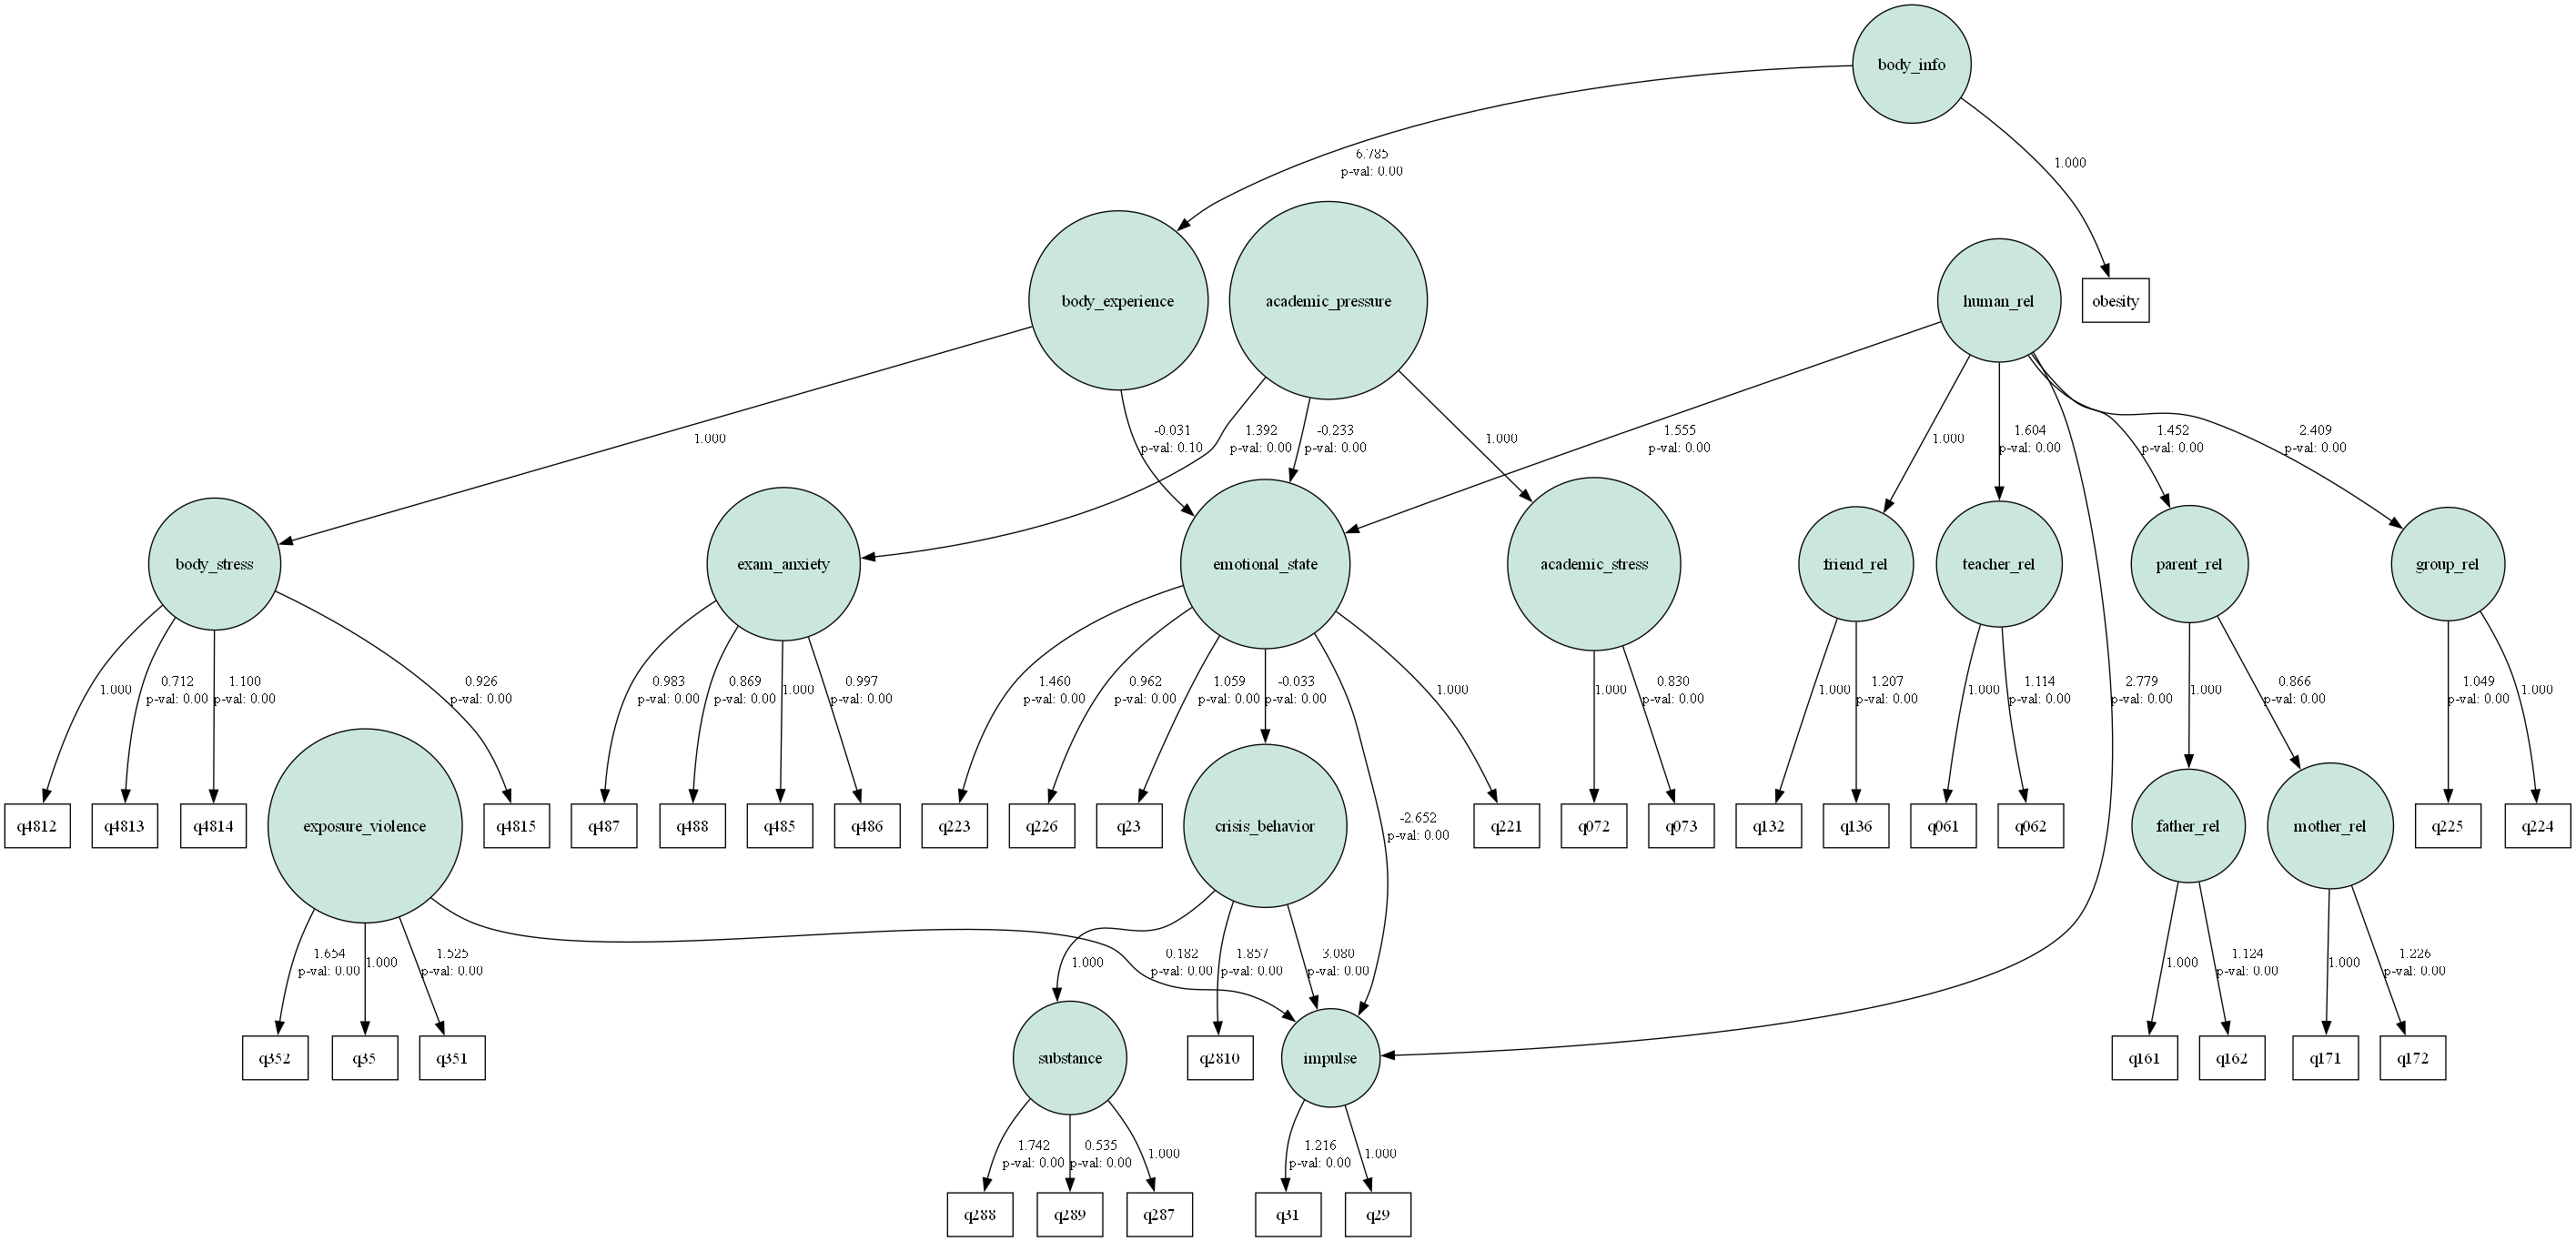 body_info
6.785
p-val: 0.00
1.000
body_experience
academic_pressure
human_rel
obesity
1.000
-0.031
p-val: 0.10
1.392
p-val: 0.00
-0.233
p-val: 0.00
1.000
1.555
p-val: 0.00
1.000
1.604
p-val: 0.00
1.452
p-val: 0.00
2.409
p-val: 0.00
body_stress
exam_anxiety
emotional_state
academic_stress
friend_rel
teacher_rel
parent_rel
group_rel
1.000
0.712
p-val: 0.00
1.100
p-val: 0.00
0.926
p-val: 0.00
0.983
p-val: 0.00
0.869
p-val: 0.00
1.000
0.997
p-val: 0.00
1.460
p-val: 0.00
0.962
p-val: 0.00
1.059
p-val: 0.00
-0.033
p-val: 0.00
1.000
1.000
0.830
p-val: 0.00
1.000
1.207
p-val: 0.00
1.000
1.114
p-val: 0.00
2.779
p-val: 0.00
1.000
0.866
p-val: 0.00
1.049
p-val: 0.00
1.000
q4812
q4813
q4814
exposure_violence
q4815
q487
q488
q485
q486
q223
q226
q23
crisis_behavior
-2.652
p-val: 0.00
q221
q072
q073
q132
q136
q061
q062
father_rel
mother_rel
q225
q224
1.654
p-val: 0.00
1.000
1.525
p-val: 0.00
1.000
0.182
p-val: 0.00
1.857
p-val: 0.00
3.080
p-val: 0.00
1.000
1.124
p-val: 0.00
1.000
1.226
p-val: 0.00
q352
q35
q351
substance
q2810
impulse
q161
q162
q171
q172
1.742
p-val: 0.00
0.535
p-val: 0.00
1.000
1.216
p-val: 0.00
1.000
q288
q289
q287
q31
q29